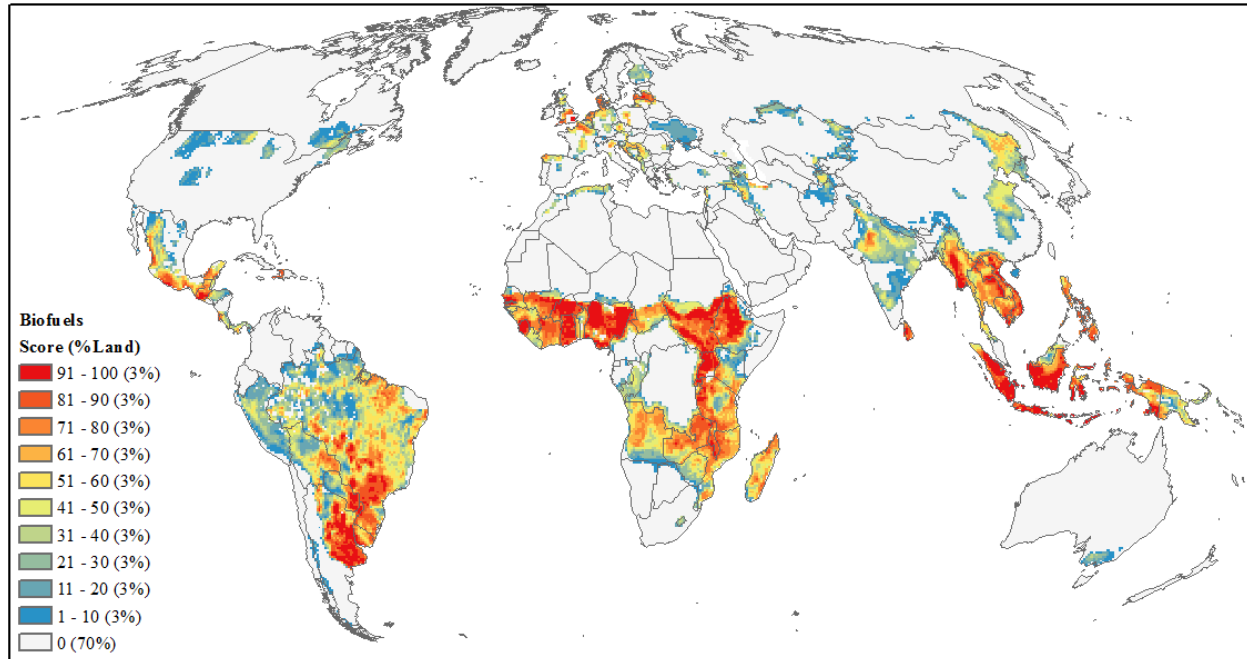 Biofuels
Score (%Land)
91 - 100 (3%)
81 - 90 (3%)
71 - 80 (3%)
61 - 70 (3%)
51 - 60 (3%)
41 - 50 (3%)
31 - 40 (3%)
21 - 30 (3%)
11 - 20 (3%)
1 - 10 (3%)
0 (70%)